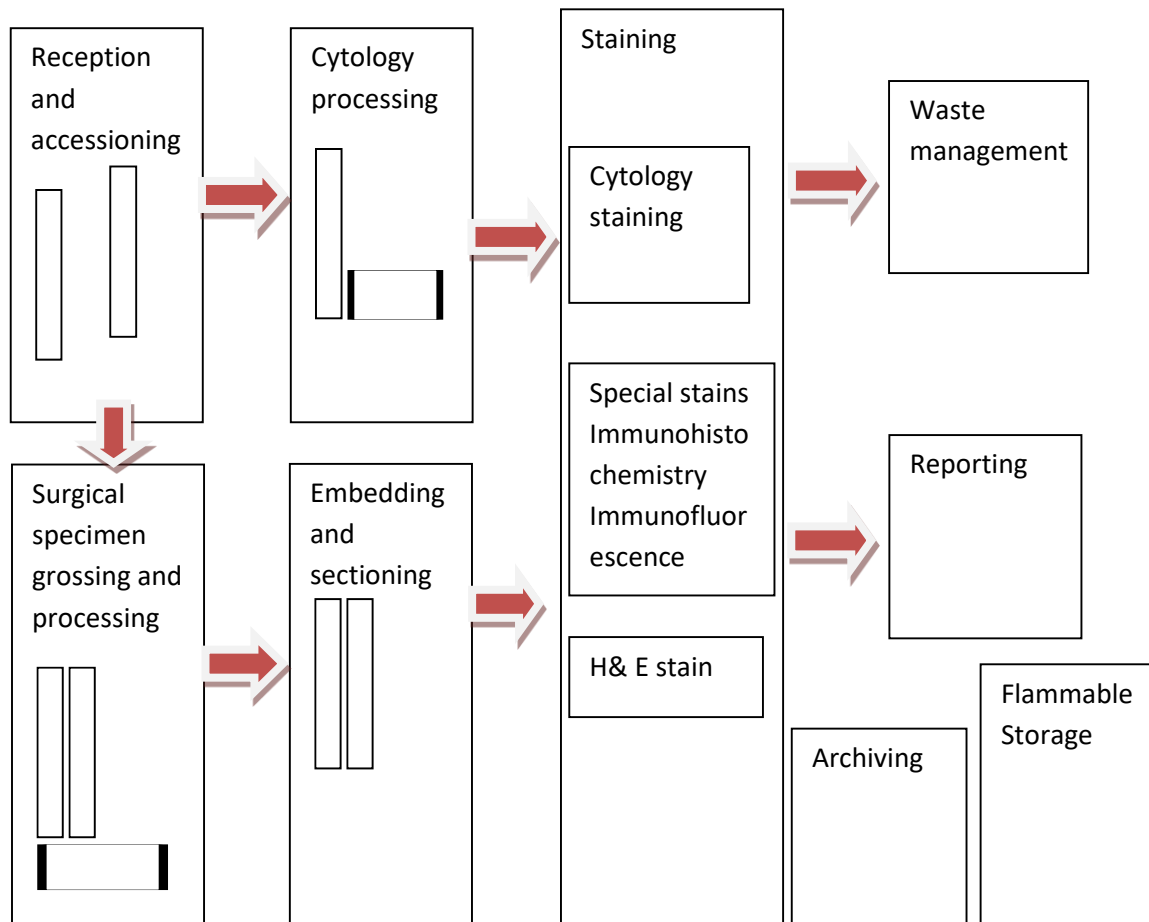 Reception
and
accessioning
Cytology
processing
Staining
Cytology
staining
Waste
management
Special stains
Immunohisto
chemistry
Immunofluor
escence
Reporting
Surgical
specimen
grossing and
processing
Embedding
and
sectioning
H& E stain
Archiving
Flammable
Storage